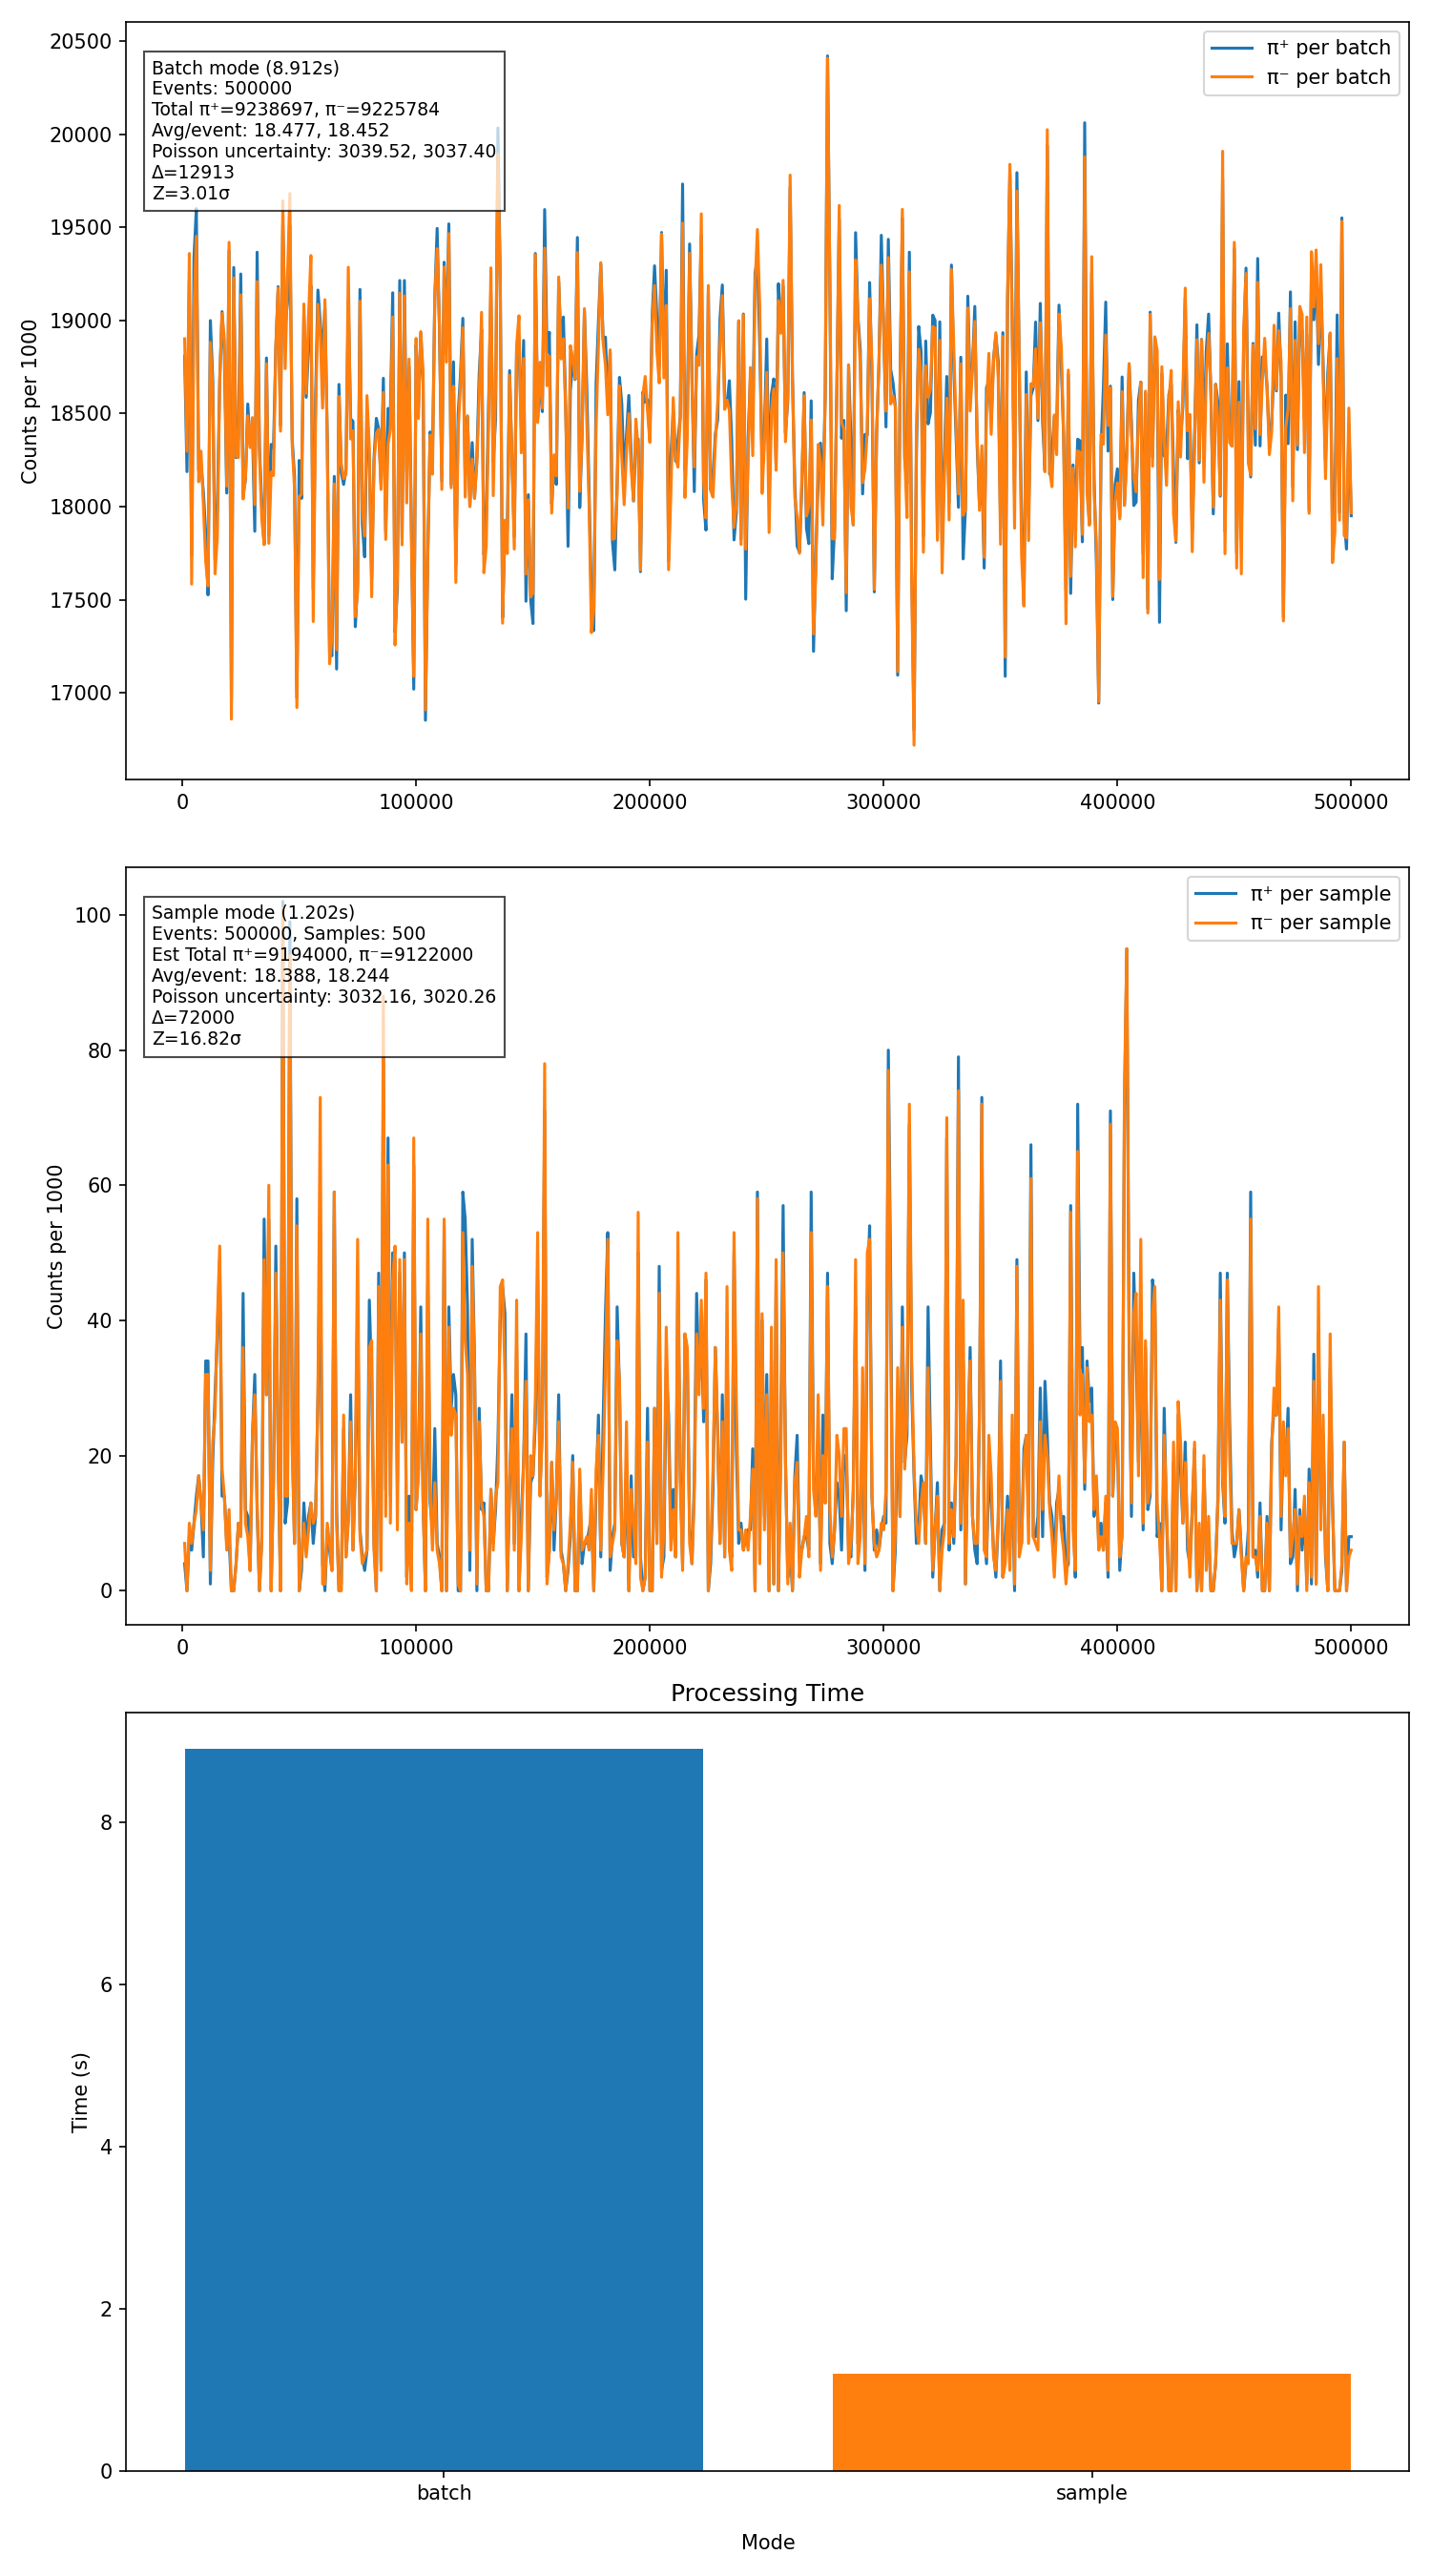 20500
20000
19500
19000
18500
18000
17500
17000
Counts per 1000
Batch mode (8.912s)
Events: 500000
Total π⁺=9238697, π⁻=9225784
Avg/event: 18.477, 18.452
Poisson uncertainty: 3039.52, 3037.40
Δ=12913
Z=3.01σ
π⁺ per batch
π⁻ per batch
0 100000 200000 300000 400000 500000
100
80
60
40
20
0
Counts per 1000
Sample mode (1.202s)
Events: 500000, Samples: 500
Est Total π⁺=9194000, π⁻=9122000
Avg/event: 18.388, 18.244
Poisson uncertainty: 3032.16, 3020.26
Δ=72000
Z=16.82σ
π⁺ per sample
π⁻ per sample
0 100000 200000 300000 400000 500000
Processing Time
8
6
4
2
0
Time (s)
batch sample
Mode